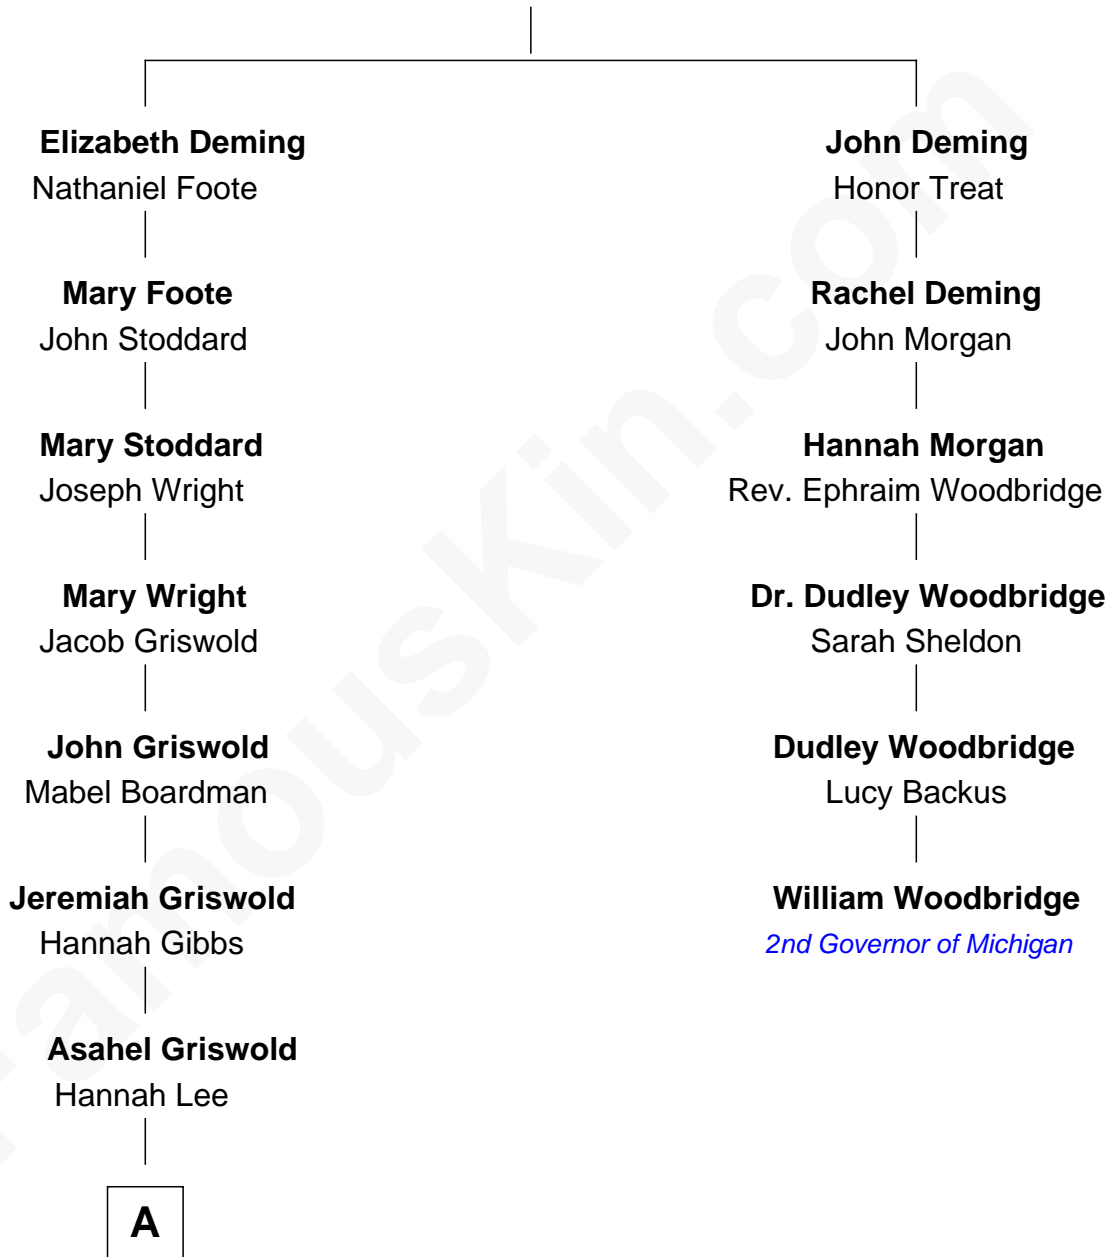 Elizabeth Deming
Nathaniel Foote
Mary Foote
John Stoddard
Mary Stoddard
Joseph Wright
Mary Wright
Jacob Griswold
John Griswold
Mabel Boardman
Jeremiah Griswold
Hannah Gibbs
Asahel Griswold
Hannah Lee
A
John Deming
Honor Treat
Rachel Deming
John Morgan
Hannah Morgan
Rev. Ephraim Woodbridge
Dr. Dudley Woodbridge
Sarah Sheldon
Dudley Woodbridge
Lucy Backus
William Woodbridge
2nd Governor of Michigan
FamousKin.com